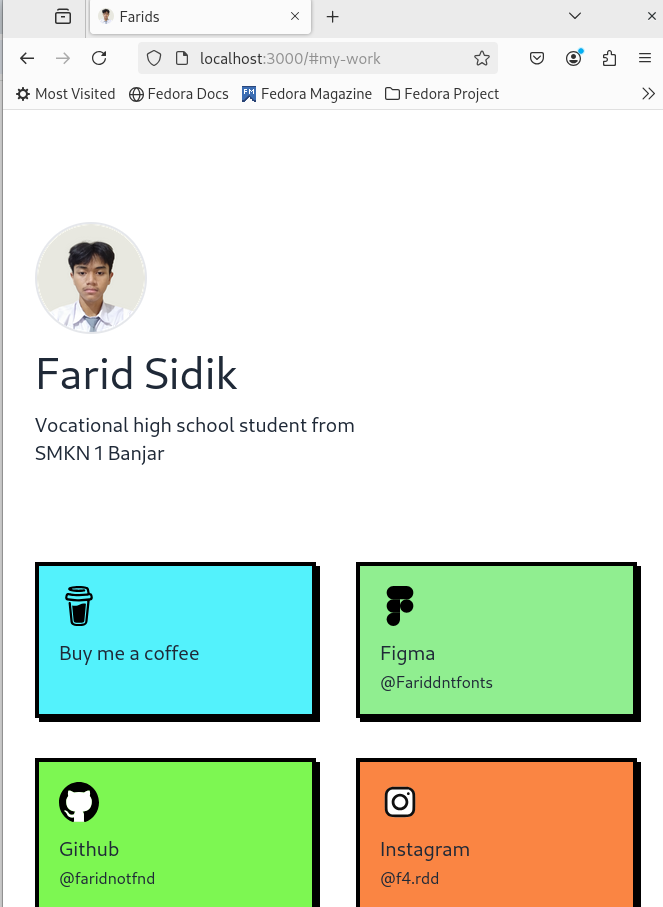 Farids
localhost:3000/#my-work
Most Visited
Fedora Docs
FM
Fedora Magazine
Fedora Project
Farid Sidik
Vocational high school student from
SMKN 1 Banjar
Buy me a coffee
Figma
@Fariddntfonts
Github
@faridnotfnd
Instagram
@f4.rdd